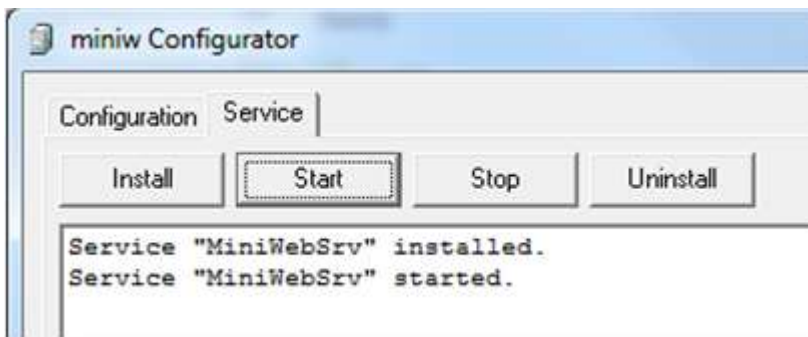 miniw Configurator
Configuration Service
Install Start Stop Uninstall
Service "MiniWebSrv" installed.
Service "MiniWebSrv" started.